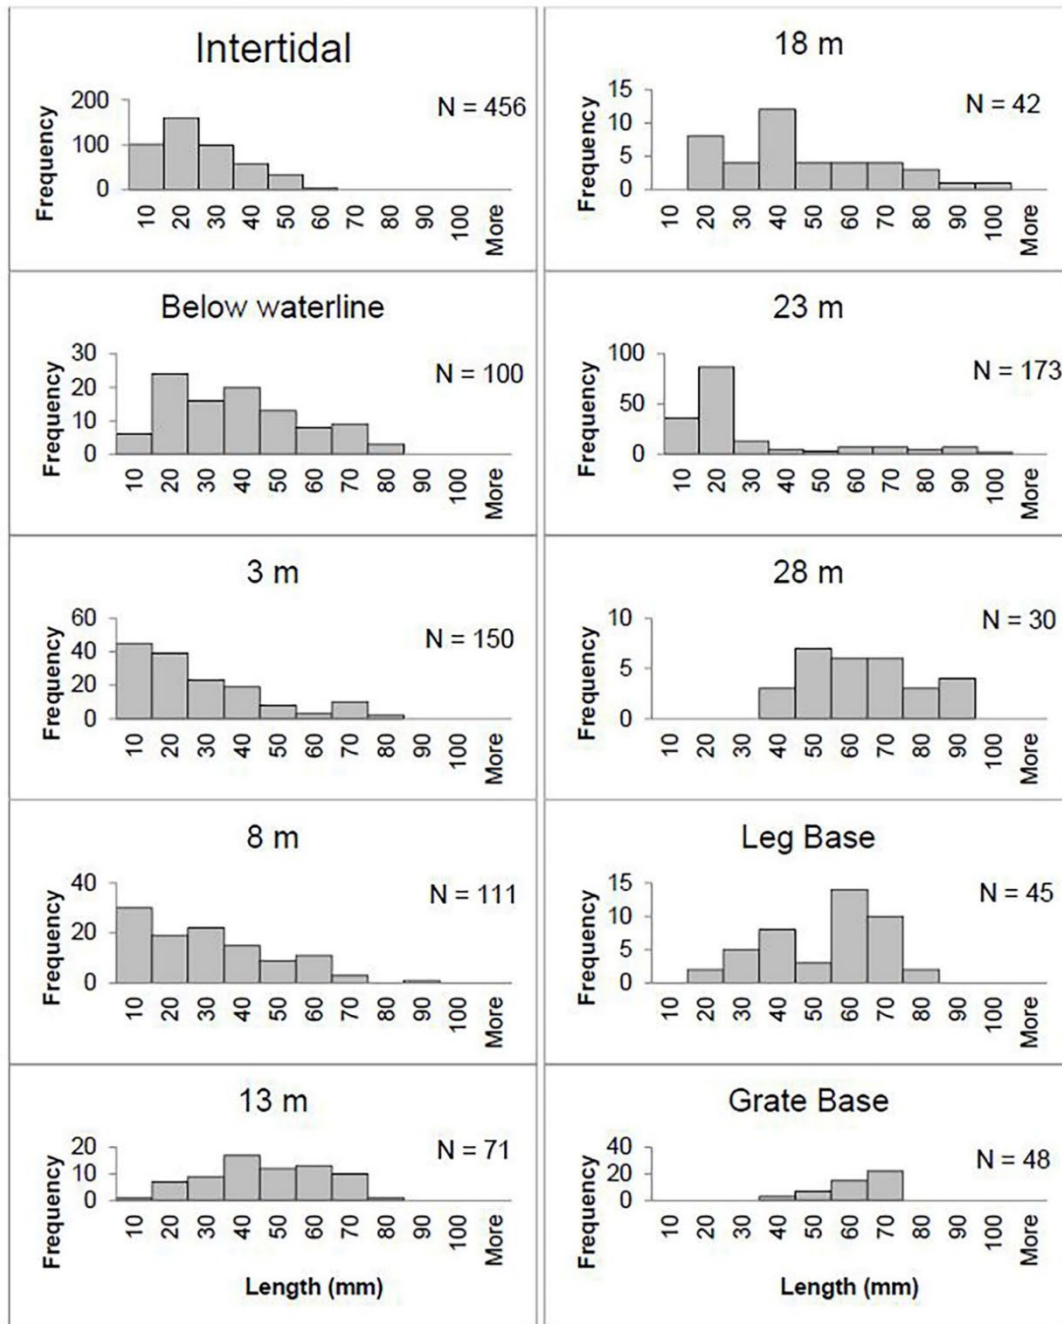 Intertidal
N = 456
Frequency
200
100
0
10 20 30 40 50 60 70 80 90 100 More
Below waterline
N = 100
Frequency
30
20
10
0
10 20 30 40 50 60 70 80 90 100 More
3 m
N = 150
Frequency
60
40
20
0
10 20 30 40 50 60 70 80 90 100 More
8 m
N = 111
Frequency
40
20
0
10 20 30 40 50 60 70 80 90 100 More
13 m
N = 71
Frequency
20
10
0
10 20 30 40 50 60 70 80 90 100 More
Length (mm)
18 m
N = 42
Frequency
15
10
5
0
10 20 30 40 50 60 70 80 90 100 More
23 m
N = 173
Frequency
100
50
0
10 20 30 40 50 60 70 80 90 100 More
28 m
N = 30
Frequency
10
5
0
10 20 30 40 50 60 70 80 90 100 More
Leg Base
N = 45
Frequency
15
10
5
0
10 20 30 40 50 60 70 80 90 100 More
Grate Base
N = 48
Frequency
40
20
0
10 20 30 40 50 60 70 80 90 100 More
Length (mm)